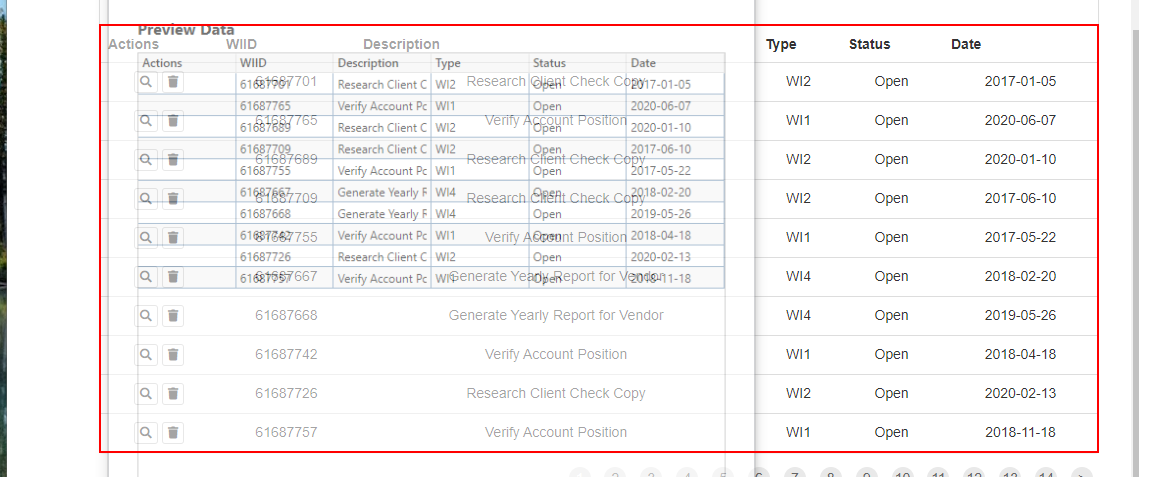 Preview Data
Actions WIID Description Type Status Date
Actions WIID Description Type Status Date
61687701 Research Client Check Copy WI2 Open 2017-01-05
61687701 Research Client C WI2 Open 2017-01-05
61687765 Verify Account Pc WI1 Open 2020-06-07
61687765 Verify Account Position WI1 Open 2020-06-07
61687689 Research Client C WI2 Open 2020-01-10
61687709 Research Client C WI2 Open 2017-06-10
61687689 Research Client Check Copy WI2 Open 2020-01-10
61687755 Verify Account Pc WI1 Open 2017-05-22
61687667 Generate Yearly F WI4 Open 2018-02-20
61687709 Research Client Check Copy WI2 Open 2017-06-10
61687668 Generate Yearly F WI4 Open 2019-05-26
61687742 Verify Account Pc WI1 Open 2018-04-18
61687755 Verify Account Position WI1 Open 2017-05-22
61687726 Research Client C WI2 Open 2020-02-13
61687667 Generate Yearly Report for Vendor WI4 Open 2018-02-20
61687757 Verify Account Pc WI1 Open 2018-11-18
61687668 Generate Yearly Report for Vendor WI4 Open 2019-05-26
61687742 Verify Account Position WI1 Open 2018-04-18
61687726 Research Client Check Copy WI2 Open 2020-02-13
61687757 Verify Account Position WI1 Open 2018-11-18
1 2 3 4 5 6 7 8 9 10 11 12 13 14 >